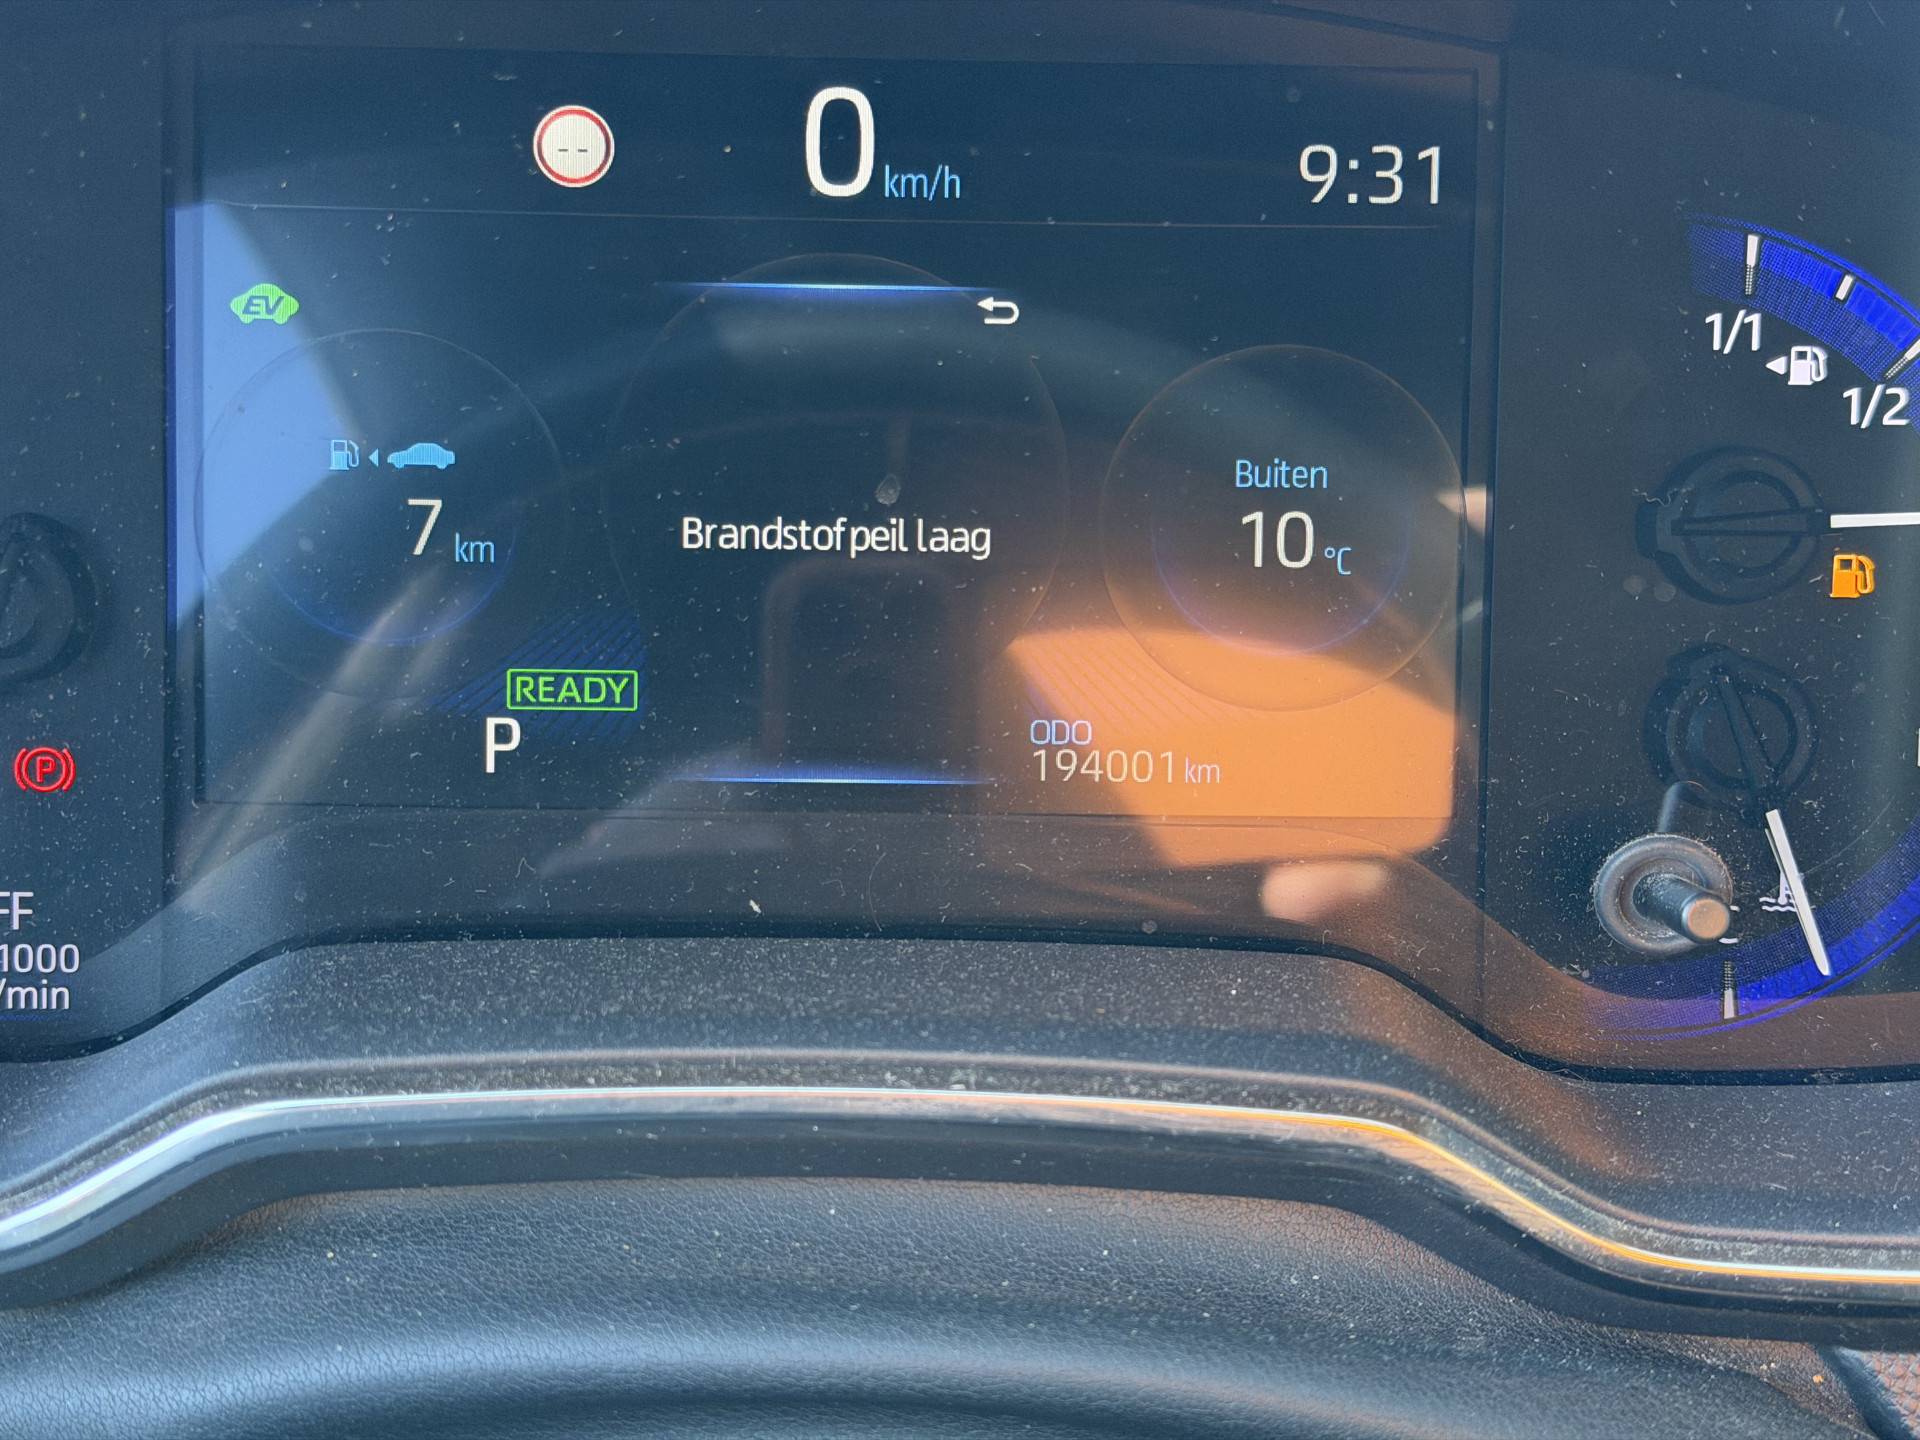 0 km/h
9:31
EV
1/1
1/2
7 km
Brandstofpeil laag
Buiten
10 °C
READY
P
ODO
194001 km
P
1000
/min